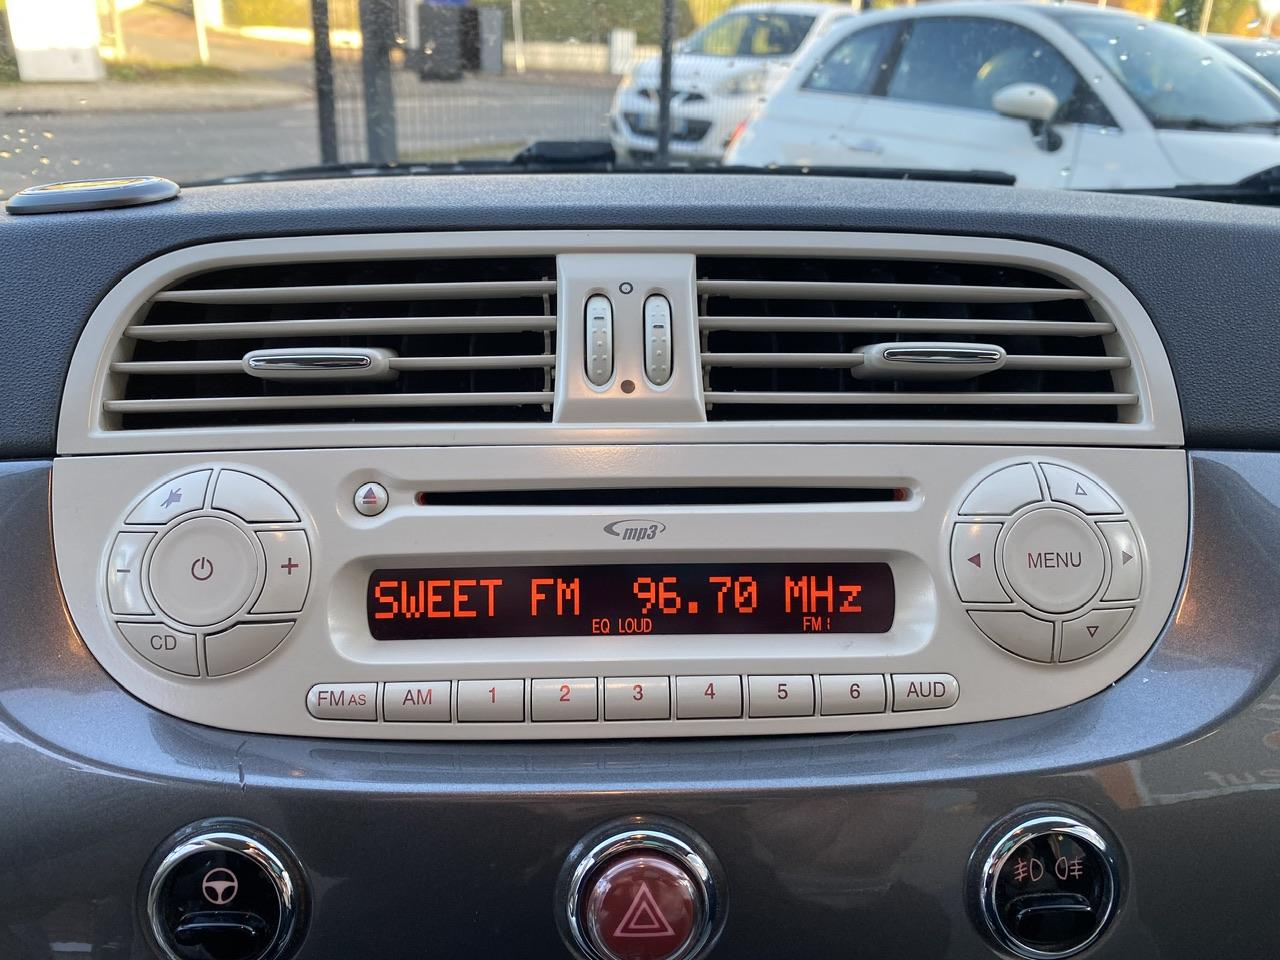 mp3
SWEET FM 96.70 MHz
EQ LOUD FM1
MENU
CD
FM AS AM 1 2 3 4 5 6 AUD